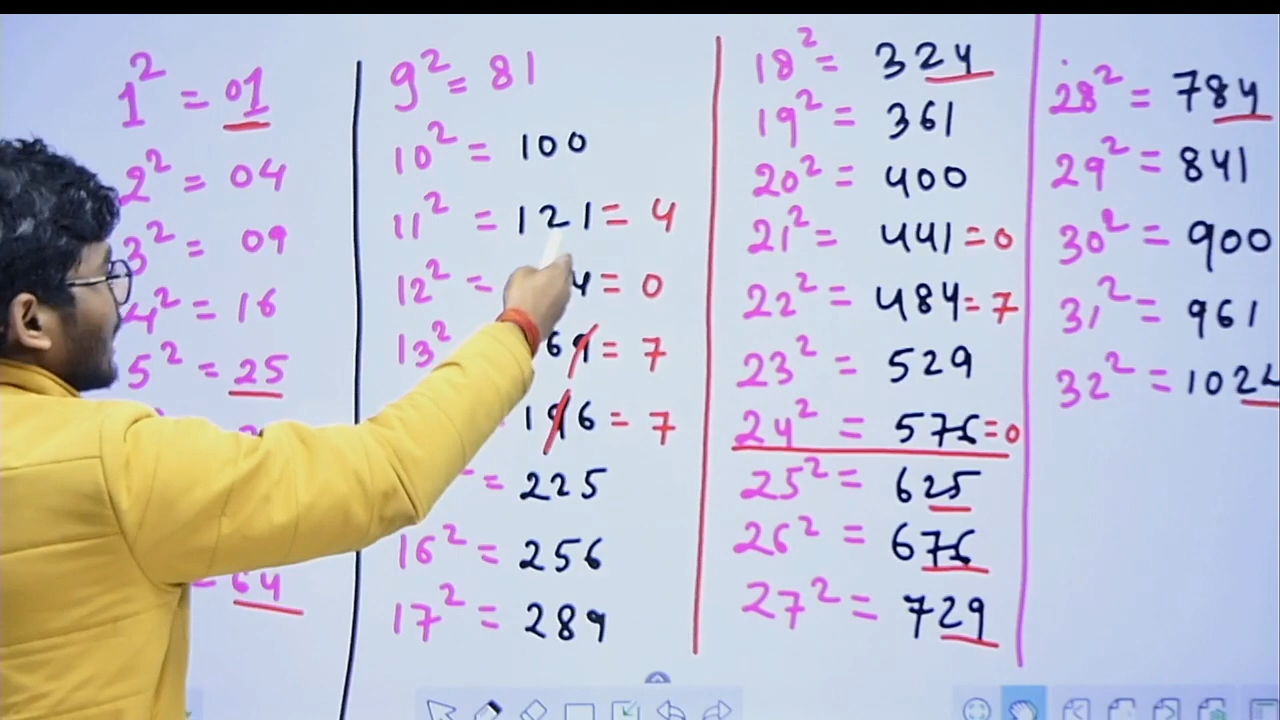 1² = 01
2² = 04
3² = 09
4² = 16
5² = 25
= 64
9² = 81
10² = 100
11² = 121 = 4
12² = 4 = 0
13² 69 = 7
196 = 7
= 225
16² = 256
17² = 289
18² = 324
19² = 361
20² = 400
21² = 441 = 0
22² = 484 = 7
23² = 529
24² = 576 = 0
25² = 625
26² = 676
27² = 729
28² = 784
29² = 841
30² = 900
31² = 961
32² = 1024